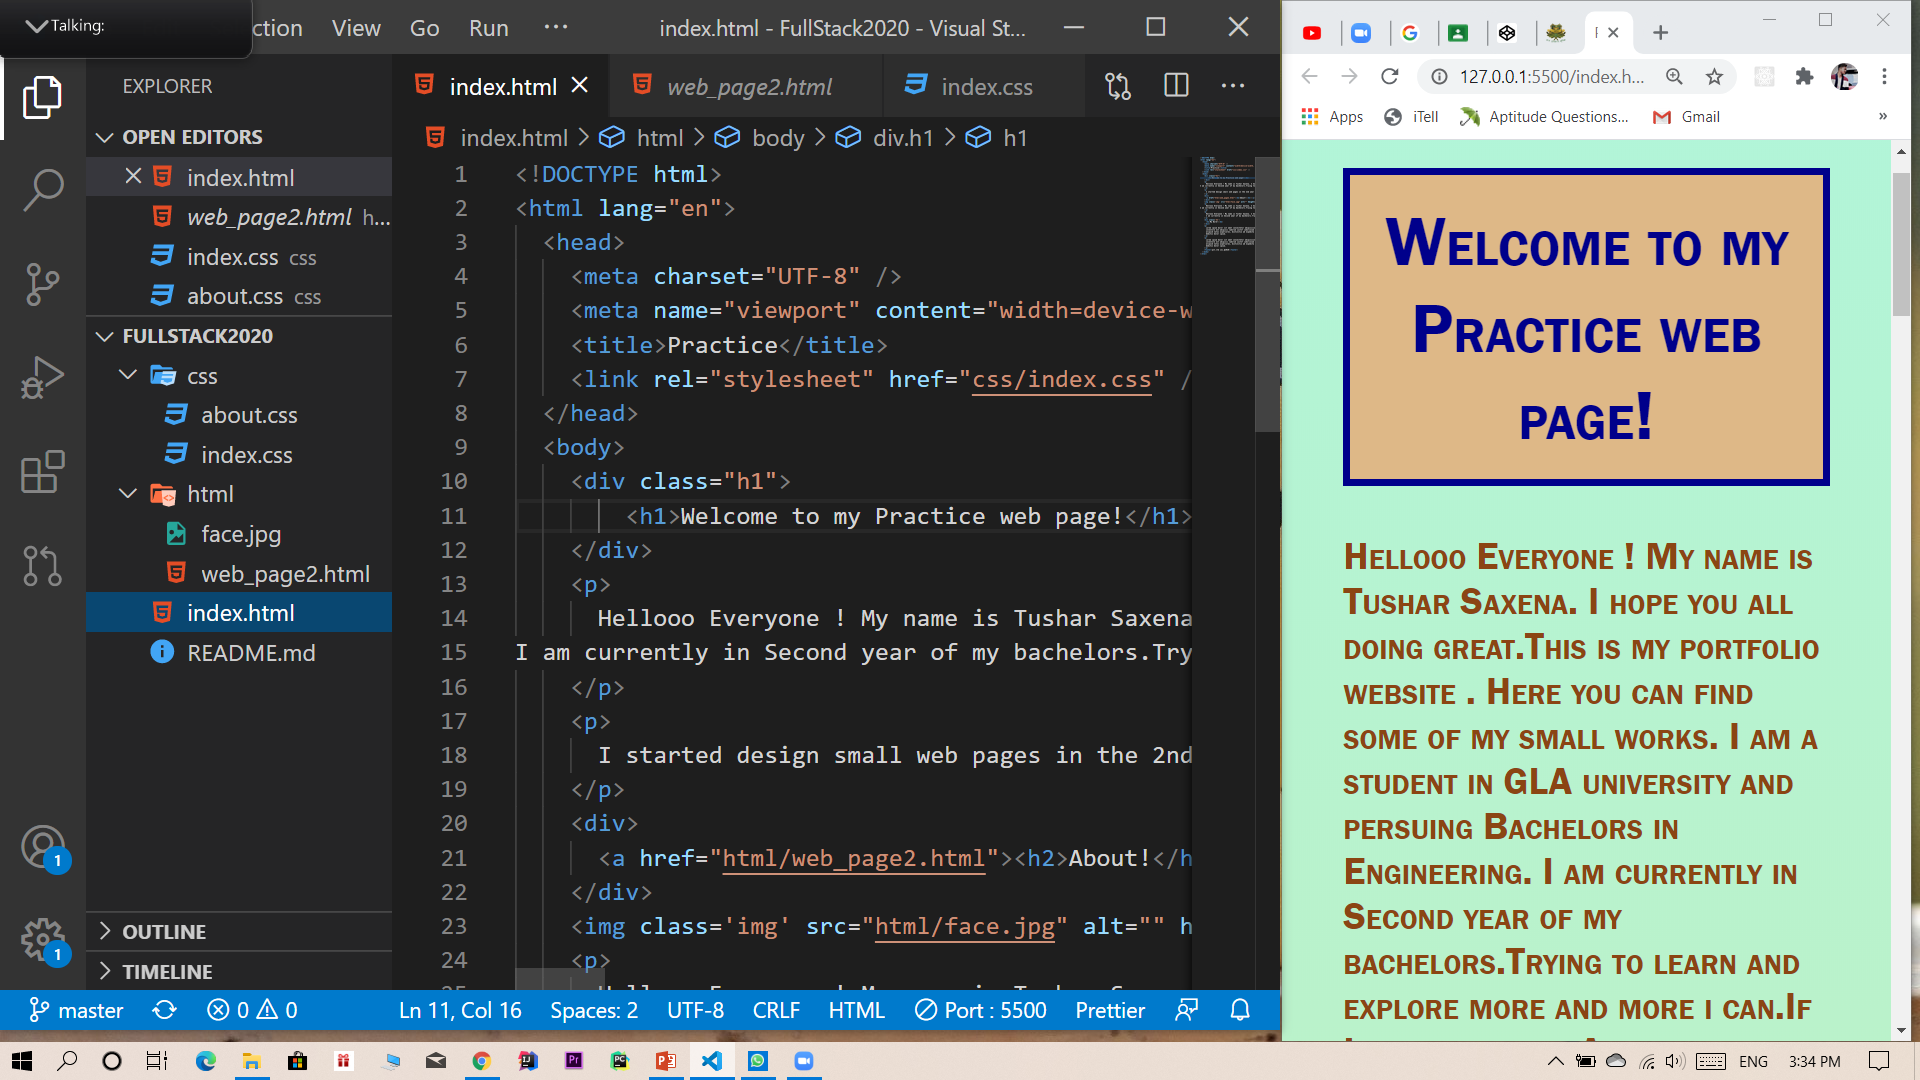 Talking:
ction View Go Run ···
index.html - FullStack2020 - Visual St...
EXPLORER
OPEN EDITORS
index.html
web_page2.html h...
index.css css
about.css css
FULLSTACK2020
css
about.css
index.css
html
face.jpg
web_page2.html
index.html
README.md
OUTLINE
TIMELINE
1
1
index.html
web_page2.html
index.css
index.html > html > body > div.h1 > h1
1 <!DOCTYPE html>
2 <html lang="en">
3 <head>
4 <meta charset="UTF-8" />
5 <meta name="viewport" content="width=device-w
6 <title>Practice</title>
7 <link rel="stylesheet" href="css/index.css" /
8 </head>
9 <body>
10 <div class="h1">
11 <h1>Welcome to my Practice web page!</h1>
12 </div>
13 <p>
14 Hellooo Everyone ! My name is Tushar Saxena
15 I am currently in Second year of my bachelors.Try
16 </p>
17 <p>
18 I started design small web pages in the 2nd
19 </p>
20 <div>
21 <a href="html/web_page2.html"><h2>About!</h
22 </div>
23 <img class='img' src="html/face.jpg" alt="" h
24 <p>
master 0 0 Ln 11, Col 16 Spaces: 2 UTF-8 CRLF HTML Port : 5500 Prettier
127.0.0.1:5500/index.h...
Apps iTell Aptitude Questions... Gmail »
Welcome to my
Practice web
page!
Hellooo Everyone ! My name is
Tushar Saxena. I hope you all
doing great.This is my portfolio
website . Here you can find
some of my small works. I am a
student in GLA university and
persuing Bachelors in
Engineering. I am currently in
Second year of my
bachelors.Trying to learn and
explore more and more i can.If
ENG 3:34 PM